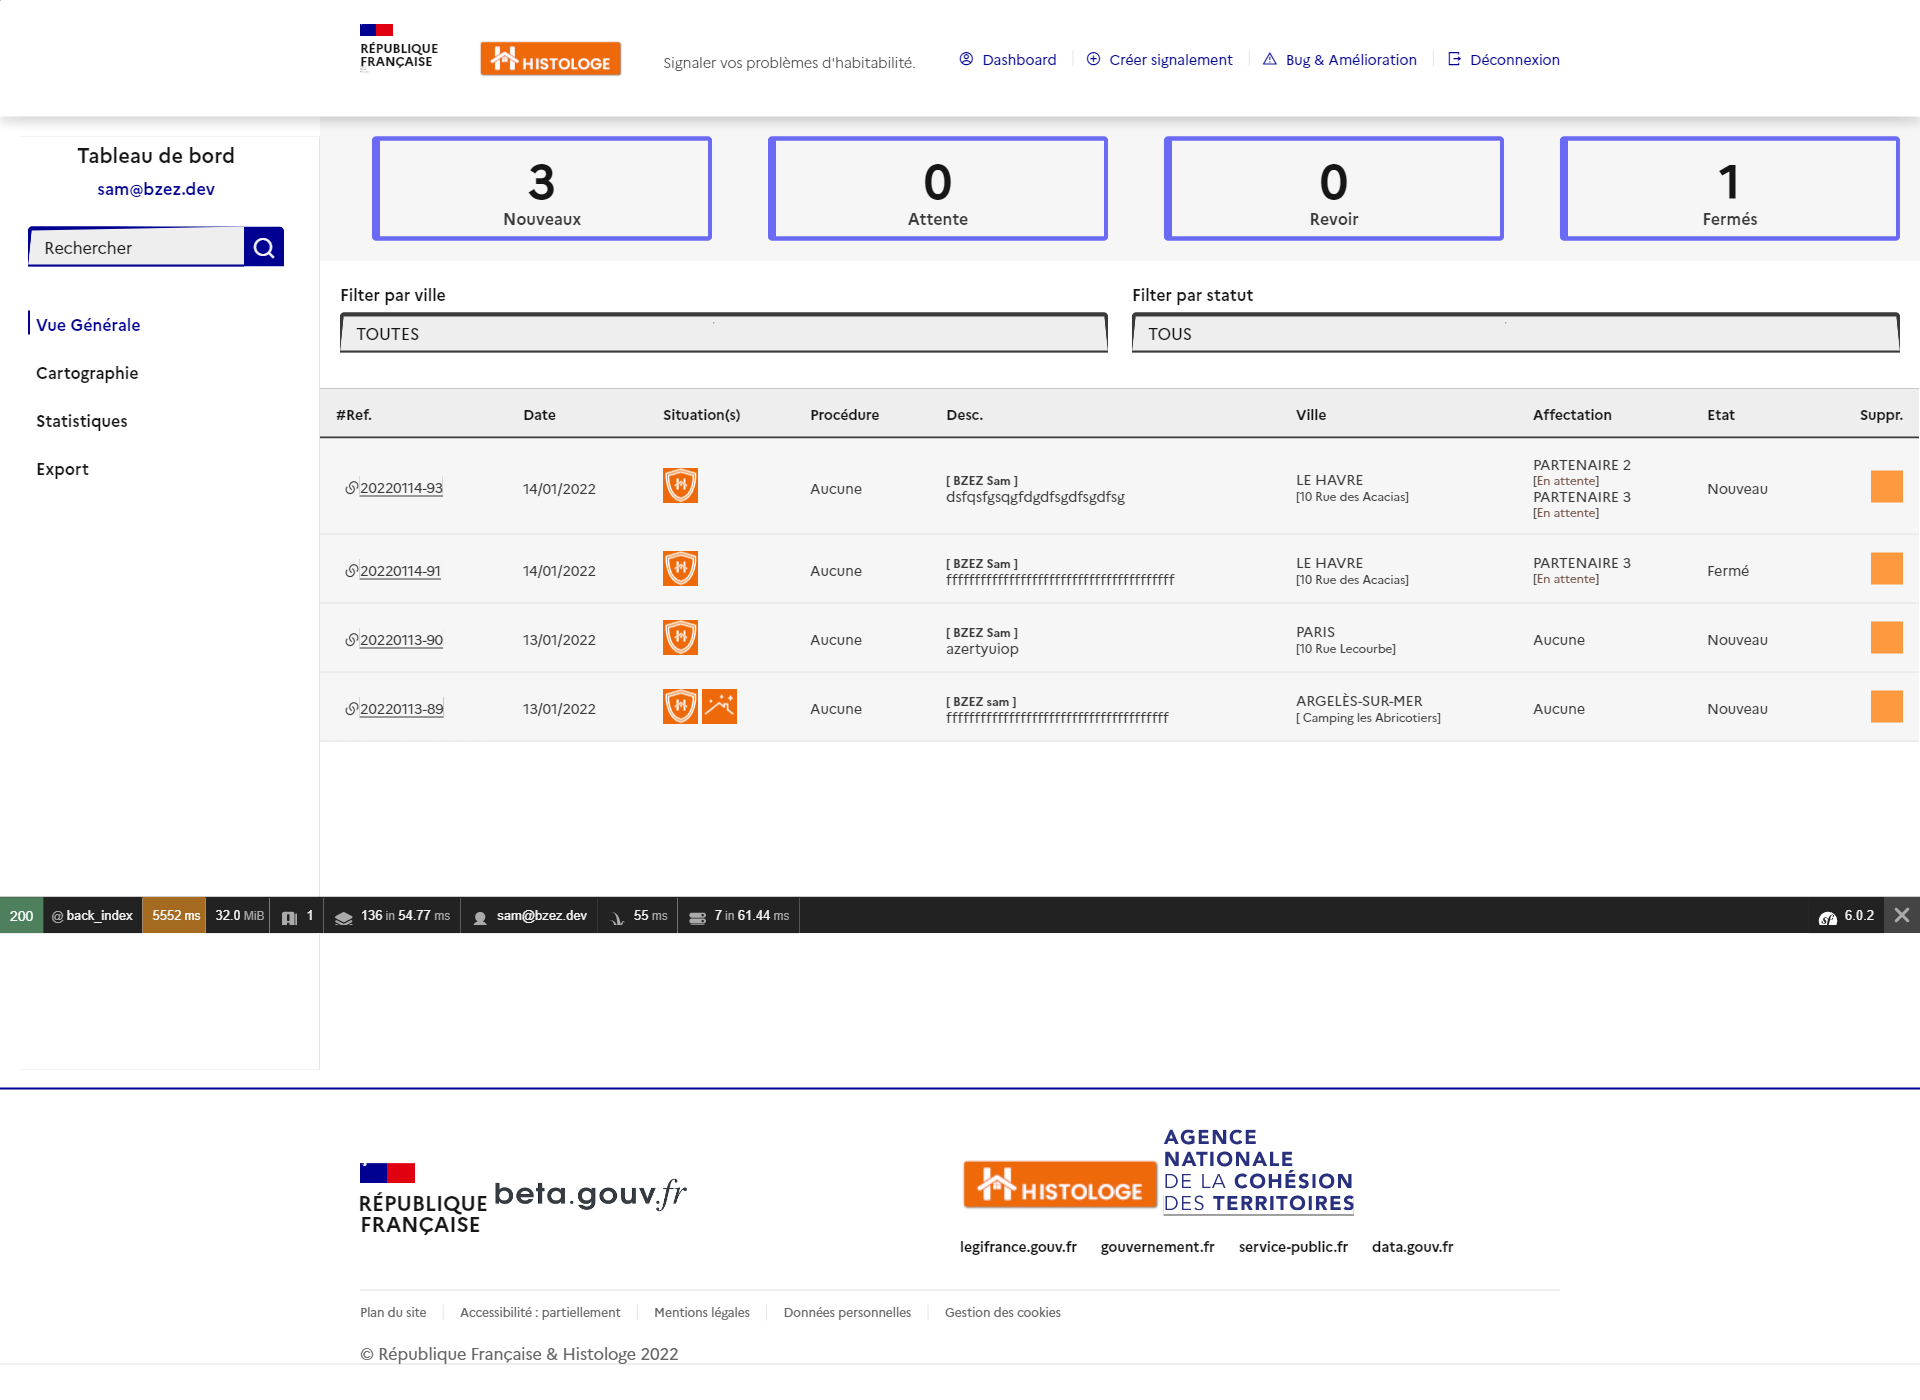 RÉPUBLIQUE
FRANÇAISE
HISTOLOGE
Signaler vos problèmes d'habitabilité.
Dashboard
Créer signalement
Bug & Amélioration
Déconnexion
Tableau de bord
sam@bzez.dev
Rechercher
Vue Générale
Cartographie
Statistiques
Export
3
Nouveaux
0
Attente
0
Revoir
1
Fermés
Filter par ville
TOUTES
Filter par statut
TOUS
#Ref. Date Situation(s) Procédure Desc. Ville Affectation Etat Suppr.
20220114-93 14/01/2022 Aucune [ BZEZ Sam ] LE HAVRE PARTENAIRE 2 Nouveau
dsfqsfgsqgfdgdfsgdfsgdfsg [10 Rue des Acacias] [En attente]
PARTENAIRE 3
[En attente]
20220114-91 14/01/2022 Aucune [ BZEZ Sam ] LE HAVRE PARTENAIRE 3 Fermé
[10 Rue des Acacias] [En attente]
20220113-90 13/01/2022 Aucune [ BZEZ Sam ] PARIS Aucune Nouveau
azertyuiop [10 Rue Lecourbe]
20220113-89 13/01/2022 Aucune [ BZEZ sam ] ARGELÈS-SUR-MER Aucune Nouveau
[ Camping les Abricotiers]
200 @ back_index 5552 ms 32.0 MiB 1 136 in 54.77 ms sam@bzez.dev 55 ms 7 in 61.44 ms 6.0.2
RÉPUBLIQUE
FRANÇAISE
beta.gouv.fr
HISTOLOGE
AGENCE
NATIONALE
DE LA COHÉSION
DES TERRITOIRES
legifrance.gouv.fr gouvernement.fr service-public.fr data.gouv.fr
Plan du site Accessibilité : partiellement Mentions légales Données personnelles Gestion des cookies
© République Française & Histologe 2022